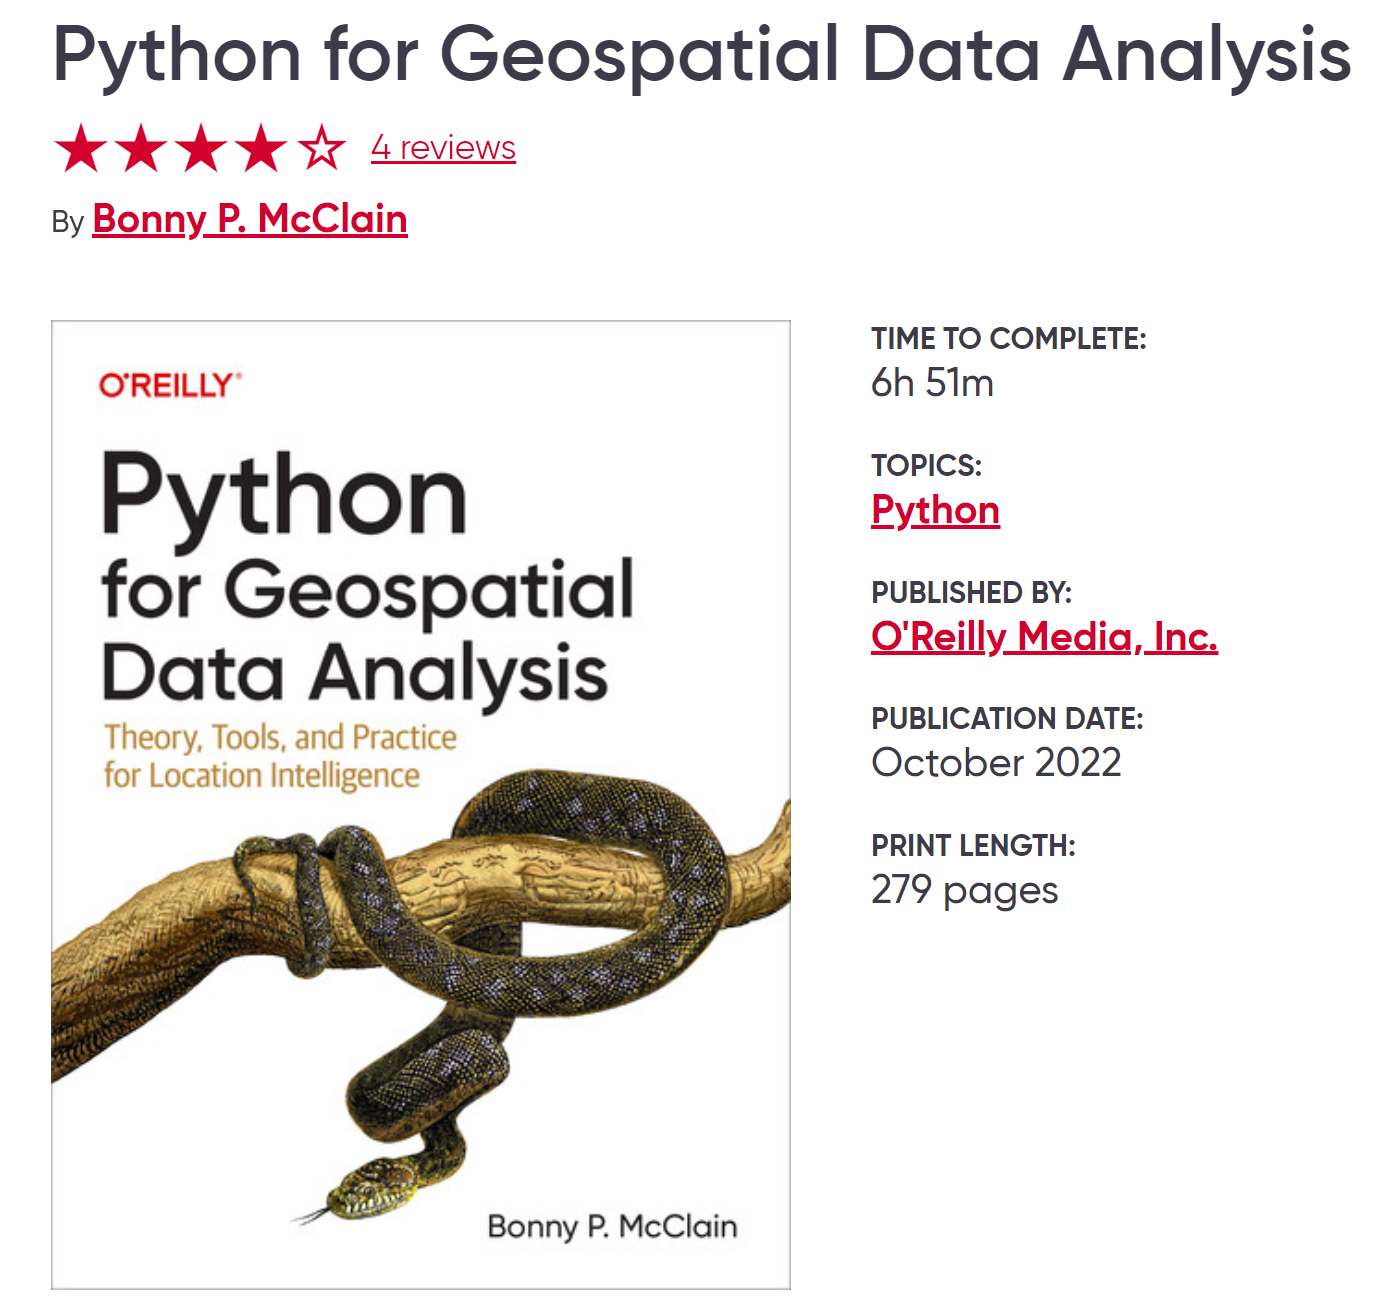 Python for Geospatial Data Analysis
4 reviews
By Bonny P. McClain
O'REILLY®
Python
for Geospatial
Data Analysis
Theory, Tools, and Practice
for Location Intelligence
Bonny P. McClain
TIME TO COMPLETE:
6h 51m
TOPICS:
Python
PUBLISHED BY:
O'Reilly Media, Inc.
PUBLICATION DATE:
October 2022
PRINT LENGTH:
279 pages